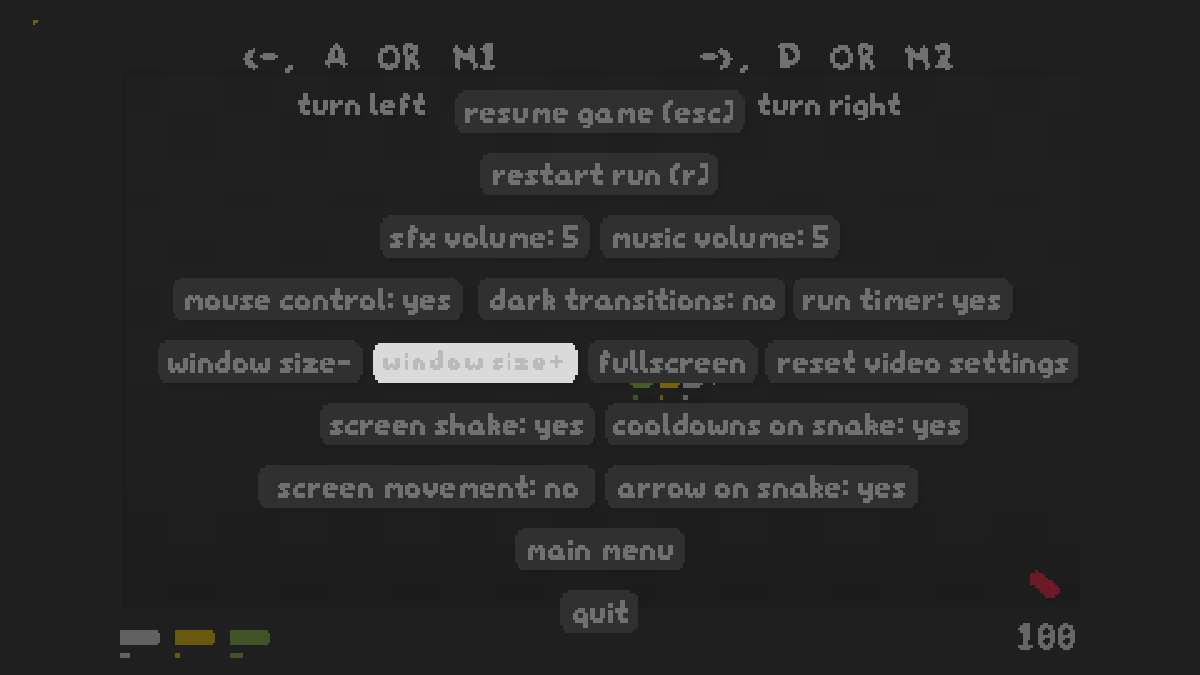 <-, A OR M1 ->, D OR M2
turn left resume game (esc) turn right
restart run (r)
sfx volume: 5 music volume: 5
mouse control: yes dark transitions: no run timer: yes
window size- window size+ fullscreen reset video settings
screen shake: yes cooldowns on snake: yes
screen movement: no arrow on snake: yes
main menu
quit
100